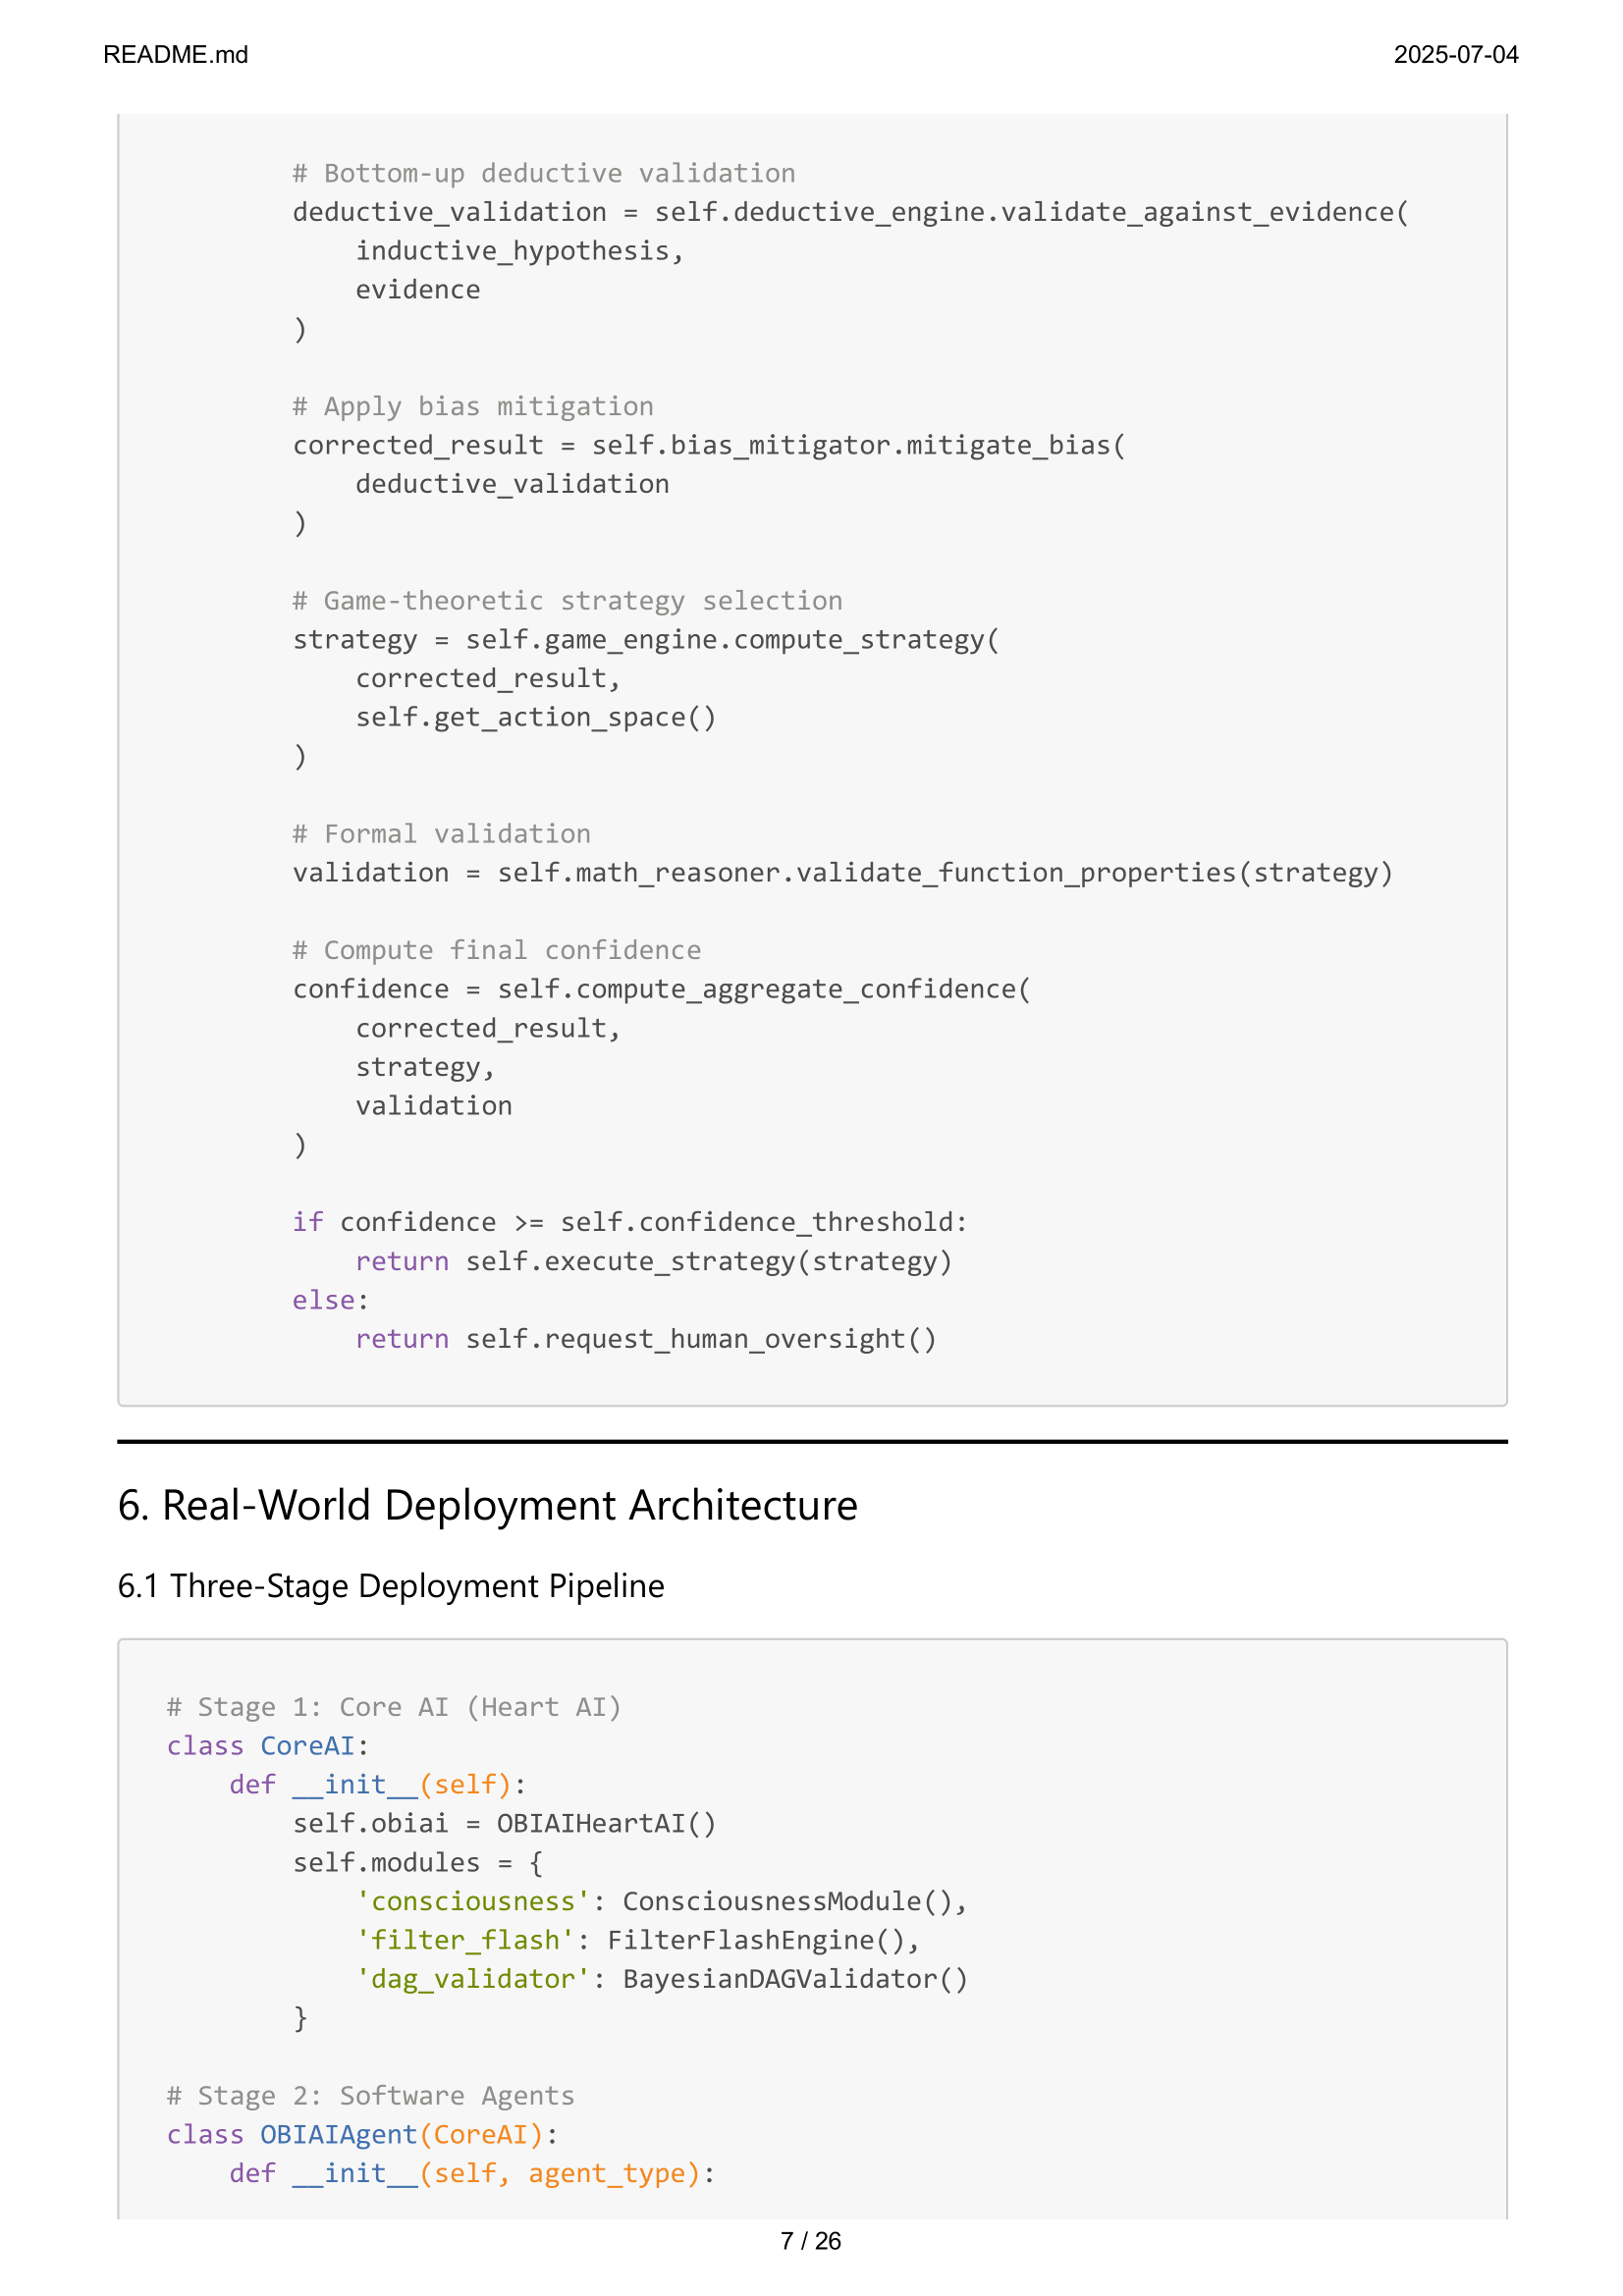 README.md 2025-07-04
# Bottom-up deductive validation
deductive_validation = self.deductive_engine.validate_against_evidence(
inductive_hypothesis,
evidence
)
# Apply bias mitigation
corrected_result = self.bias_mitigator.mitigate_bias(
deductive_validation
)
# Game-theoretic strategy selection
strategy = self.game_engine.compute_strategy(
corrected_result,
self.get_action_space()
)
# Formal validation
validation = self.math_reasoner.validate_function_properties(strategy)
# Compute final confidence
confidence = self.compute_aggregate_confidence(
corrected_result,
strategy,
validation
)
if confidence >= self.confidence_threshold:
return self.execute_strategy(strategy)
else:
return self.request_human_oversight()
6. Real-World Deployment Architecture
6.1 Three-Stage Deployment Pipeline
# Stage 1: Core AI (Heart AI)
class CoreAI:
def __init__(self):
self.obiai = OBIAIHeartAI()
self.modules = {
'consciousness': ConsciousnessModule(),
'filter_flash': FilterFlashEngine(),
'dag_validator': BayesianDAGValidator()
}
# Stage 2: Software Agents
class OBIAIAgent(CoreAI):
def __init__(self, agent_type):
7 / 26